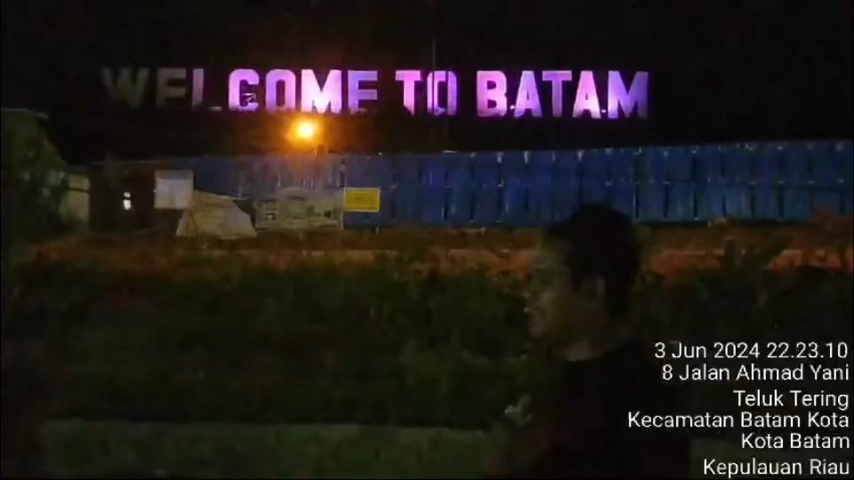 WELCOME TO BATAM
3 Jun 2024 22.23.10
8 Jalan Ahmad Yani
Teluk Tering
Kecamatan Batam Kota
Kota Batam
Kepulauan Riau